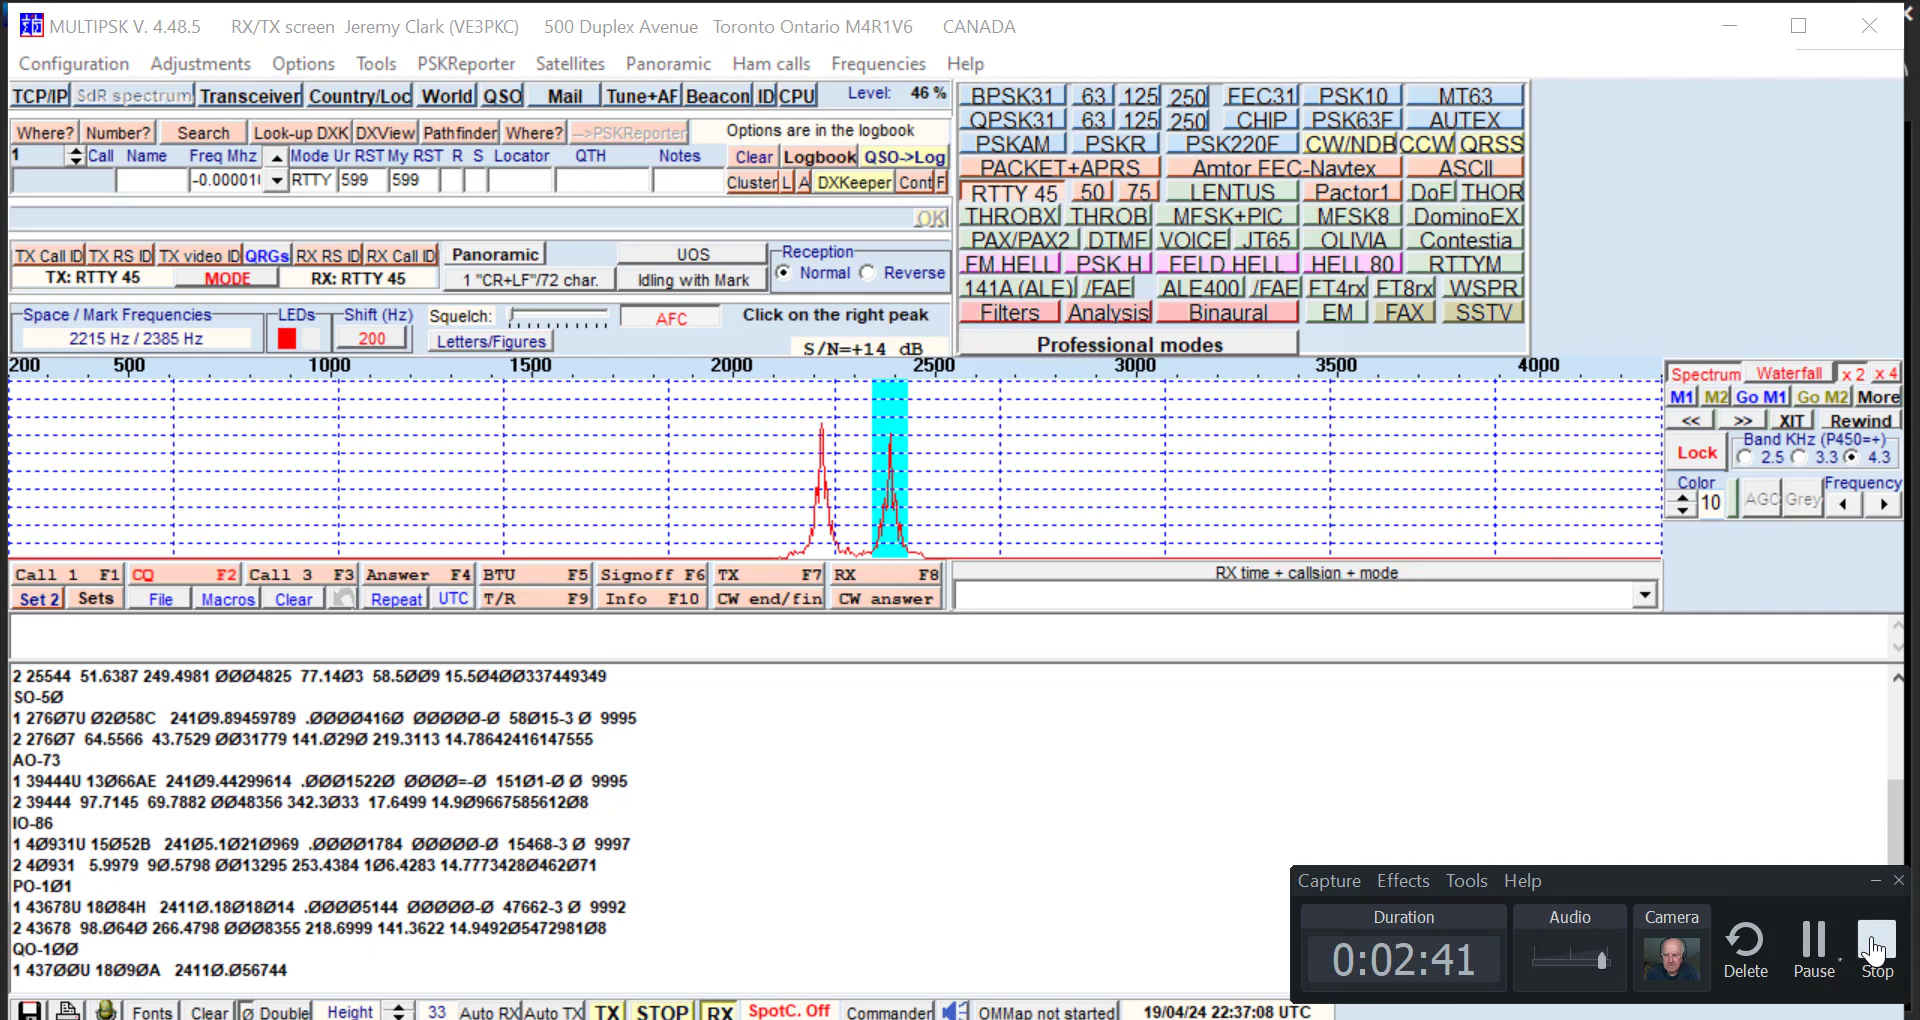 MULTIPSK V. 4.48.5 RX/TX screen Jeremy Clark (VE3PKC) 500 Duplex Avenue Toronto Ontario M4R1V6 CANADA
Configuration Adjustments Options Tools PSKReporter Satellites Panoramic Ham calls Frequencies Help
TCP/IP SdR spectrum Transceiver Country/Loc World QSO Mail Tune+AF Beacon ID CPU Level: 46 %
Where? Number? Search Look-up DXK DXView Pathfinder Where? -->PSKReporter Options are in the logbook
1 Call Name Freq Mhz Mode Ur RST My RST R S Locator QTH Notes Clear Logbook QSO->Log
-0.00001 RTTY 599 599 Cluster L A DXKeeper Cont F
OK
TX Call ID TX RS ID TX video ID QRGs RX RS ID RX Call ID Panoramic UOS Reception
TX: RTTY 45 MODE RX: RTTY 45 1 "CR+LF"/72 char. Idling with Mark Normal Reverse
Space / Mark Frequencies LEDs Shift (Hz) Squelch: AFC Click on the right peak
2215 Hz / 2385 Hz 200 Letters/Figures S/N=+14 dB
BPSK31 63 125 250 FEC31 PSK10 MT63
QPSK31 63 125 250 CHIP PSK63F AUTEX
PSKAM PSKR PSK220F CW/NDB CCW QRSS
PACKET+APRS Amtor FEC-Navtex ASCII
RTTY 45 50 75 LENTUS Pactor1 DoF THOR
THROBX THROB MFSK+PIC MFSK8 DominoEX
PAX/PAX2 DTMF VOICE JT65 OLIVIA Contestia
FM HELL PSK H FELD HELL HELL 80 RTTYM
141A (ALE) /FAE ALE400 /FAE FT4rx FT8rx WSPR
Filters Analysis Binaural EM FAX SSTV
Professional modes
200 500 1000 1500 2000 2500 3000 3500 4000
Spectrum Waterfall x 2 x 4
M1 M2 Go M1 Go M2 More
<< >> XIT Rewind
Lock Band KHz (P450=+)
2.5 3.3 4.3
Color Frequency
10 AGC Grey
Call 1 F1 CQ F2 Call 3 F3 Answer F4 BTU F5 Signoff F6 TX F7 RX F8 RX time + callsign + mode
Set 2 Sets File Macros Clear Repeat UTC T/R F9 Info F10 CW end/fin CW answer
2 25544 51.6387 249.4981 ØØØ4825 77.14Ø3 58.5ØØ9 15.5Ø4ØØ337449349
SO-5Ø
1 276Ø7U Ø2Ø58C 241Ø9.89459789 .ØØØØ416Ø ØØØØØ-Ø 58Ø15-3 Ø 9995
2 276Ø7 64.5566 43.7529 ØØ31779 141.Ø29Ø 219.3113 14.78642416147555
AO-73
1 39444U 13Ø66AE 241Ø9.44299614 .ØØØ1522Ø ØØØØ=-Ø 151Ø1-Ø Ø 9995
2 39444 97.7145 69.7882 ØØ48356 342.3Ø33 17.6499 14.9Ø9667585612Ø8
IO-86
1 4Ø931U 15Ø52B 241Ø5.1Ø21Ø969 .ØØØØ1784 ØØØØØ-Ø 15468-3 Ø 9997
2 4Ø931 5.9979 9Ø.5798 ØØ13295 253.4384 1Ø6.4283 14.7773428Ø462Ø71
PO-1Ø1
1 43678U 18Ø84H 2411Ø.18Ø18Ø14 .ØØØØ5144 ØØØØØ-Ø 47662-3 Ø 9992
2 43678 98.Ø64Ø 266.4798 ØØØ8355 218.6999 141.3622 14.9492Ø5472981Ø8
QO-1ØØ
1 437ØØU 18Ø9ØA 2411Ø.Ø56744
Capture Effects Tools Help
Duration Audio Camera
0:02:41
Delete Pause Stop
Fonts Clear Ø Double Height 33 Auto RX Auto TX TX STOP RX SpotC. Off Commander OMMap not started 19/04/24 22:37:08 UTC